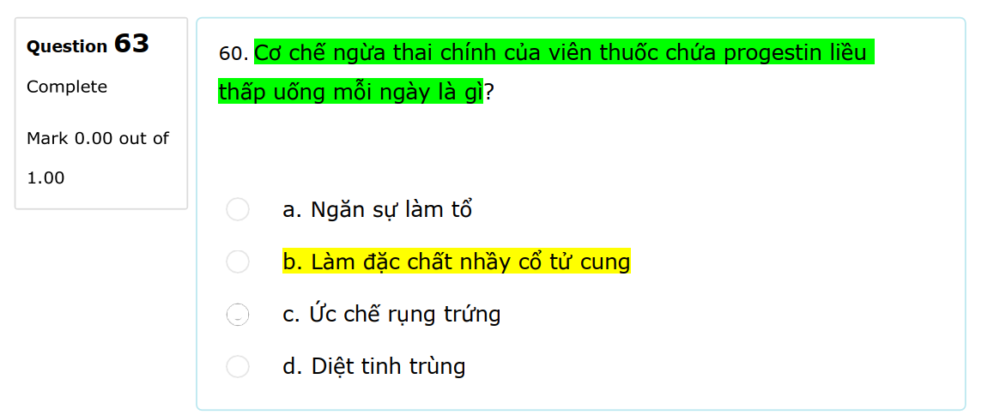 Question 63
Complete
Mark 0.00 out of
1.00
60. Cơ chế ngừa thai chính của viên thuốc chứa progestin liều
thấp uống mỗi ngày là gì?
a. Ngăn sự làm tổ
b. Làm đặc chất nhầy cổ tử cung
c. Ức chế rụng trứng
d. Diệt tinh trùng